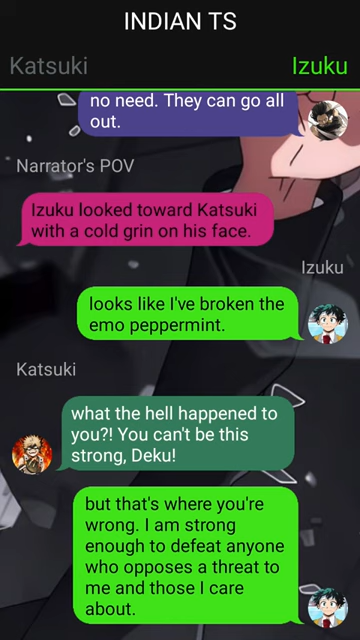 INDIAN TS
Katsuki
Izuku
no need. They can go all
out.
Narrator's POV
Izuku looked toward Katsuki
with a cold grin on his face.
Izuku
looks like I've broken the
emo peppermint.
Katsuki
what the hell happened to
you?! You can't be this
strong, Deku!
but that's where you're
wrong. I am strong
enough to defeat anyone
who opposes a threat to
me and those I care
about.